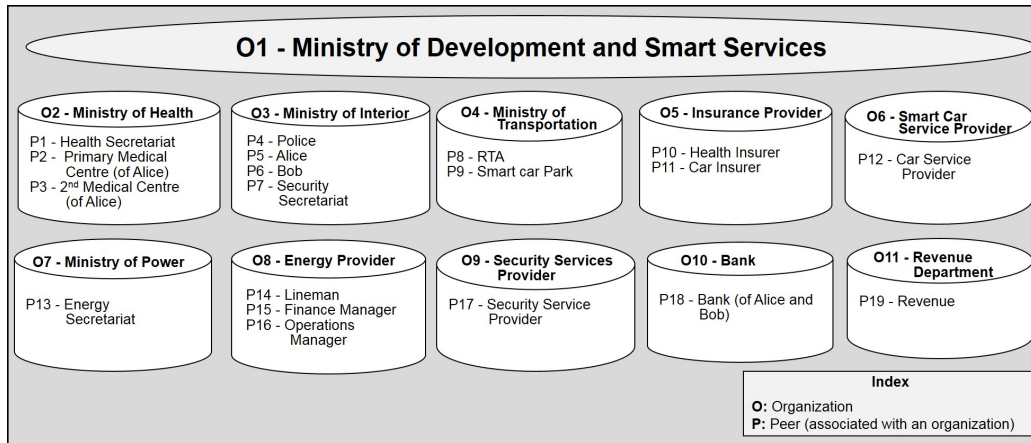 O1 - Ministry of Development and Smart Services
O2 - Ministry of Health
P1 - Health Secretariat
P2 - Primary Medical
Centre (of Alice)
P3 - 2nd Medical Centre
(of Alice)
O3 - Ministry of Interior
P4 - Police
P5 - Alice
P6 - Bob
P7 - Security
Secretariat
O4 - Ministry of
Transportation
P8 - RTA
P9 - Smart car Park
O5 - Insurance Provider
P10 - Health Insurer
P11 - Car Insurer
O6 - Smart Car
Service Provider
P12 - Car Service
Provider
O7 - Ministry of Power
P13 - Energy
Secretariat
O8 - Energy Provider
P14 - Lineman
P15 - Finance Manager
P16 - Operations
Manager
O9 - Security Services
Provider
P17 - Security Service
Provider
O10 - Bank
P18 - Bank (of Alice and
Bob)
O11 - Revenue
Department
P19 - Revenue
Index
O: Organization
P: Peer (associated with an organization)